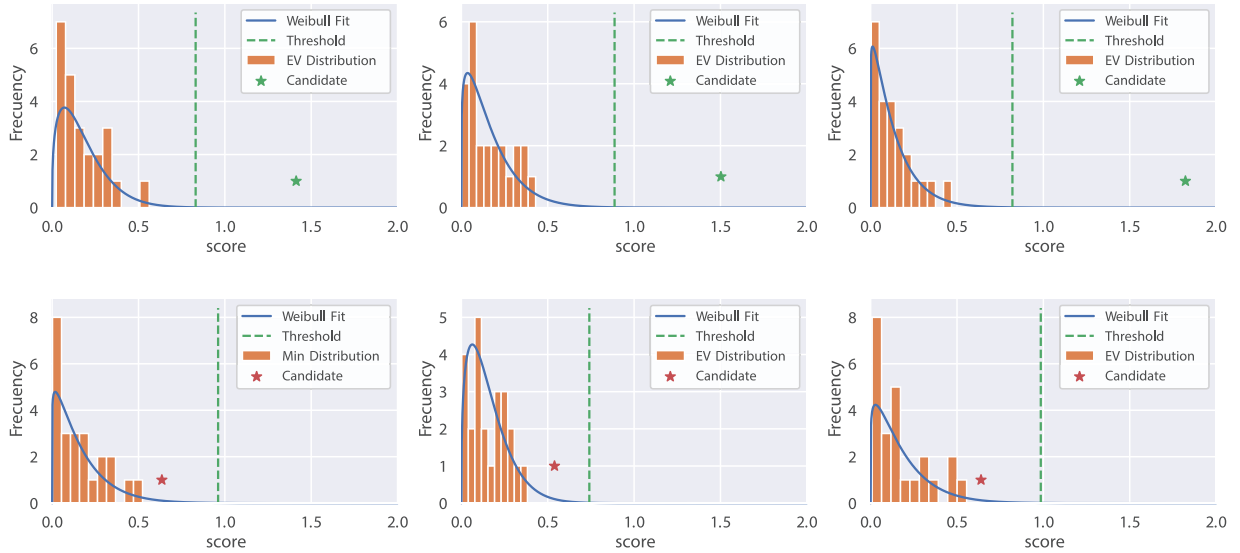 Frecuency
6
4
2
0
Weibull Fit
Threshold
EV Distribution
Candidate
0.0 0.5 1.0 1.5 2.0
score
Frecuency
6
4
2
0
Weibull Fit
Threshold
EV Distribution
Candidate
0.0 0.5 1.0 1.5 2.0
score
Frecuency
6
4
2
0
Weibull Fit
Threshold
EV Distribution
Candidate
0.0 0.5 1.0 1.5 2.0
score
Frecuency
8
6
4
2
0
Weibull Fit
Threshold
Min Distribution
Candidate
0.0 0.5 1.0 1.5 2.0
score
Frecuency
5
4
3
2
1
0
Weibull Fit
Threshold
EV Distribution
Candidate
0.0 0.5 1.0 1.5 2.0
score
Frecuency
8
6
4
2
0
Weibull Fit
Threshold
EV Distribution
Candidate
0.0 0.5 1.0 1.5 2.0
score